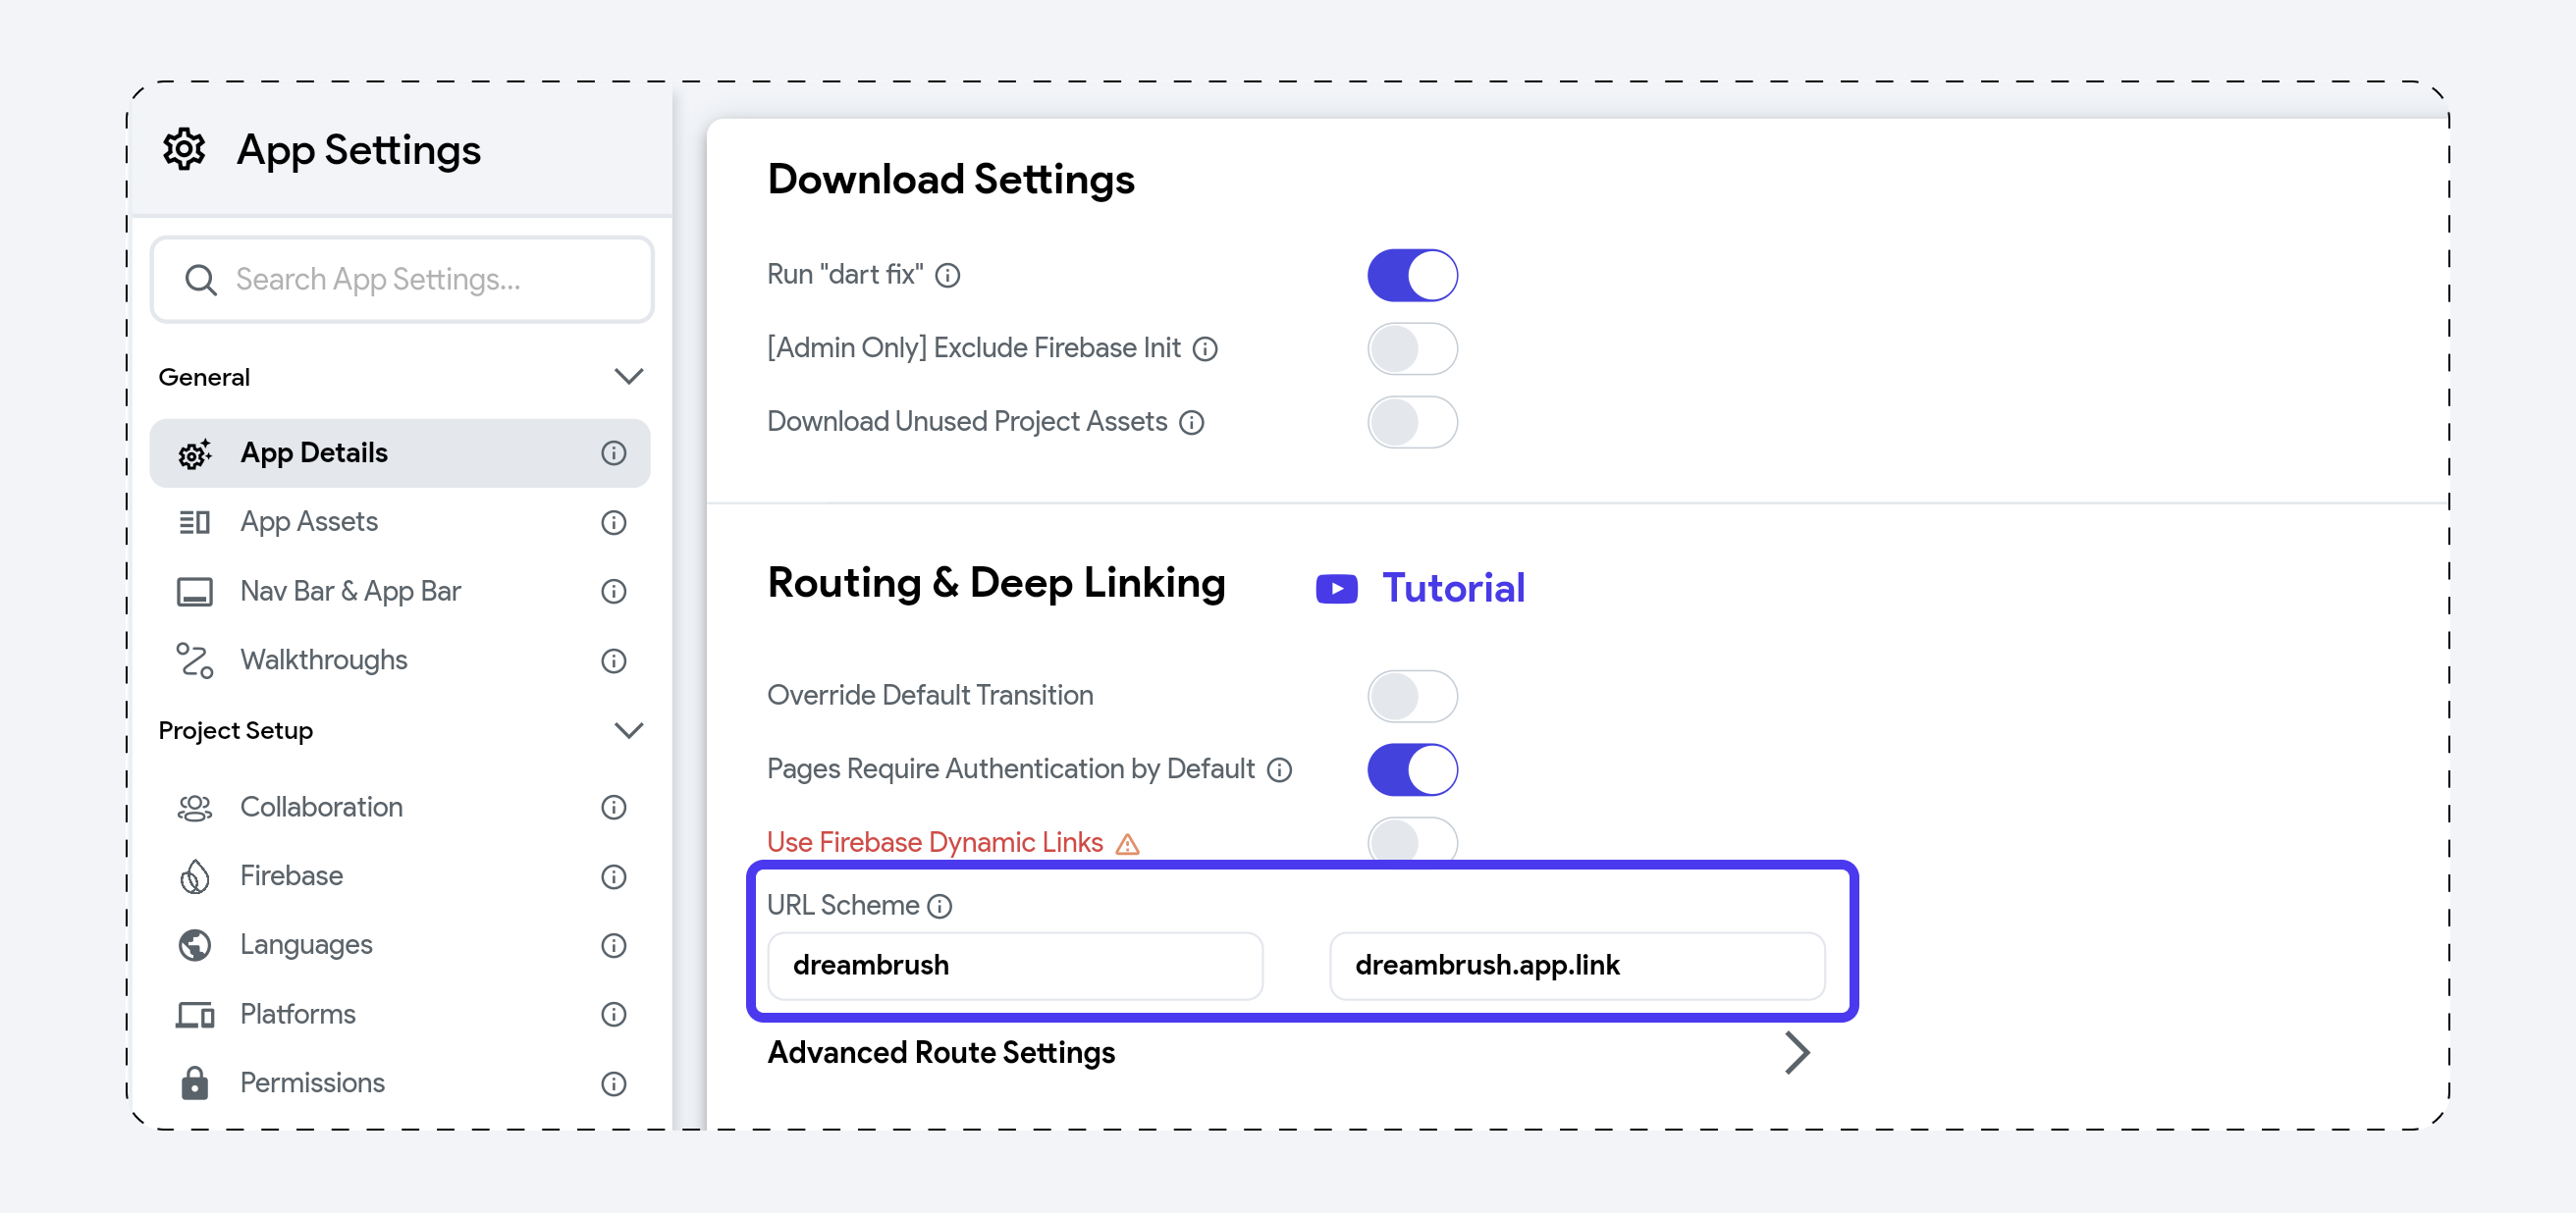 App Settings
Search App Settings...
General
App Details
App Assets
Nav Bar & App Bar
Walkthroughs
Project Setup
Collaboration
Firebase
Languages
Platforms
Permissions
Download Settings
Run "dart fix"
[Admin Only] Exclude Firebase Init
Download Unused Project Assets
Routing & Deep Linking
Tutorial
Override Default Transition
Pages Require Authentication by Default
Use Firebase Dynamic Links
URL Scheme
dreambrush
dreambrush.app.link
Advanced Route Settings